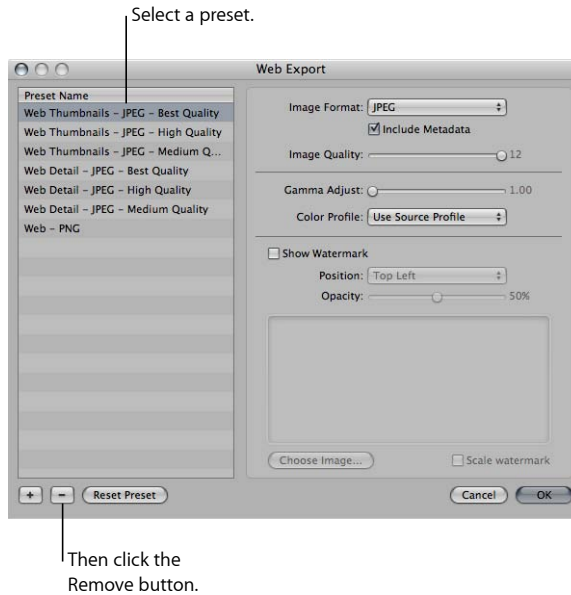 Select a preset.
Web Export
Preset Name
Web Thumbnails – JPEG – Best Quality
Web Thumbnails – JPEG – High Quality
Web Thumbnails – JPEG – Medium Q...
Web Detail – JPEG – Best Quality
Web Detail – JPEG – High Quality
Web Detail – JPEG – Medium Quality
Web – PNG
Image Format: JPEG
Include Metadata
Image Quality: 12
Gamma Adjust: 1.00
Color Profile: Use Source Profile
Show Watermark
Position: Top Left
Opacity: 50%
Choose Image... Scale watermark
+ – Reset Preset Cancel OK
Then click the
Remove button.